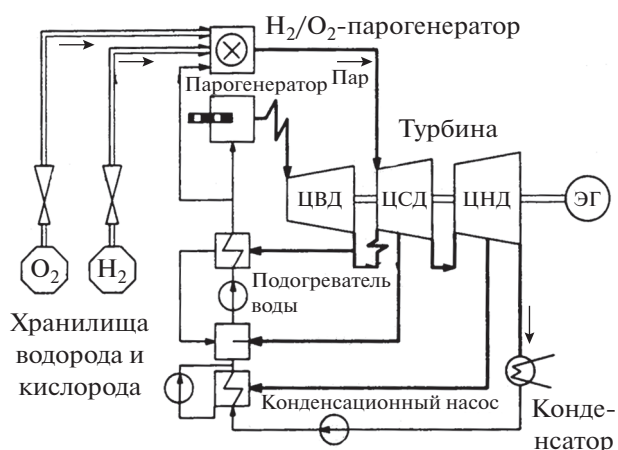 H₂/O₂-парогенератор
Парогенератор
Пар
Турбина
ЦВД
ЦСД
ЦНД
ЭГ
O₂
H₂
Подогреватель
воды
Хранилища
водорода и
кислорода
Конденсационный насос
Конде-
нсатор